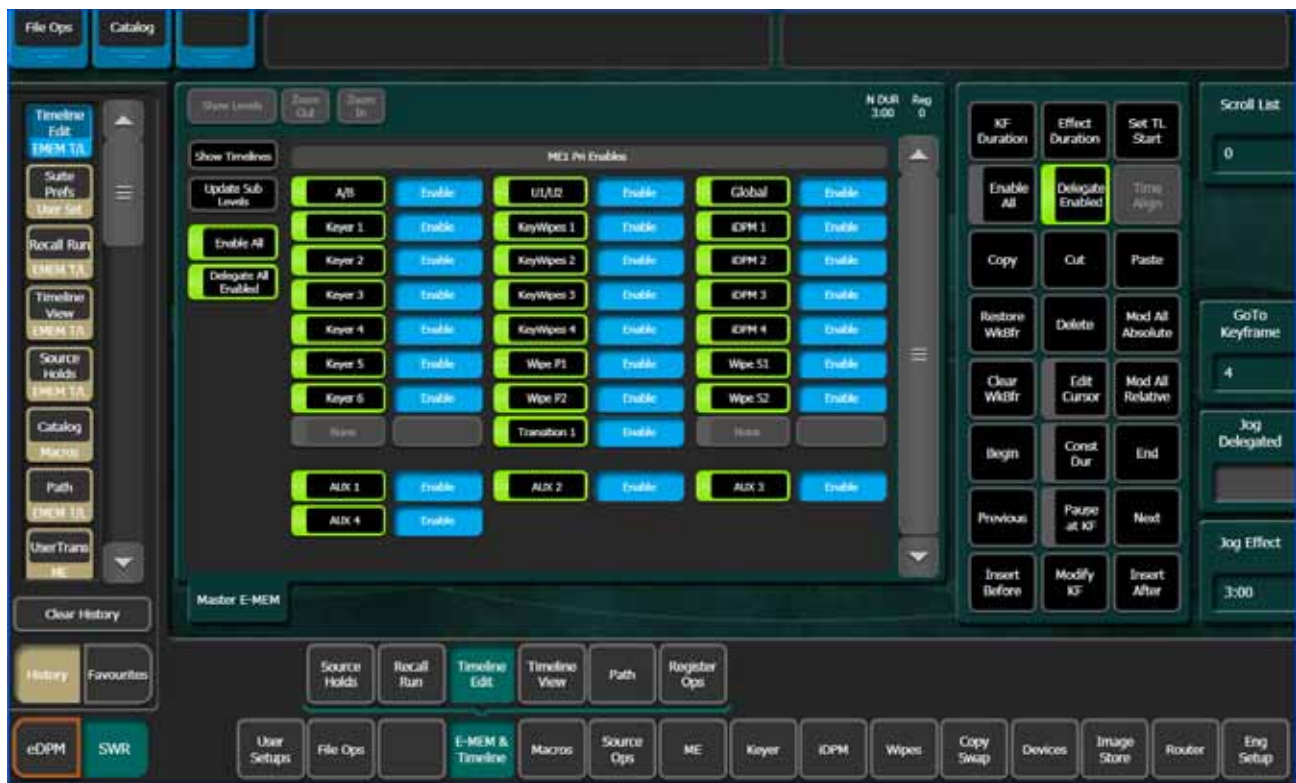 File Ops
Catalog
Timeline
Edit
EMEM T/L
Suite
Prefs
User Set
Recall Run
EMEM T/L
Timeline
View
EMEM T/L
Source
Holds
EMEM T/L
Catalog
Macros
Path
EMEM T/L
UserTrans
ME
Clear History
History
Favourites
eDPM
SWR
Show Levels
Zoom
Out
Zoom
In
N DUR
3:00
Reg
0
Show Timelines
Update Sub
Levels
Enable All
Delegate All
Enabled
ME1 Pri Enables
A/B Enable U1/U2 Enable Global Enable
Keyer 1 Enable KeyWipes 1 Enable iDPM 1 Enable
Keyer 2 Enable KeyWipes 2 Enable iDPM 2 Enable
Keyer 3 Enable KeyWipes 3 Enable iDPM 3 Enable
Keyer 4 Enable KeyWipes 4 Enable iDPM 4 Enable
Keyer 5 Enable Wipe P1 Enable Wipe S1 Enable
Keyer 6 Enable Wipe P2 Enable Wipe S2 Enable
None Transition 1 Enable None
AUX 1 Enable AUX 2 Enable AUX 3 Enable
AUX 4 Enable
Master E-MEM
KF
Duration
Effect
Duration
Set TL
Start
Enable
All
Delegate
Enabled
Time
Align
Copy
Cut
Paste
Restore
WkBfr
Delete
Mod All
Absolute
Clear
WkBfr
Edit
Cursor
Mod All
Relative
Begin
Const
Dur
End
Previous
Pause
at KF
Next
Insert
Before
Modify
KF
Insert
After
Scroll List
0
GoTo
Keyframe
4
Jog
Delegated
Jog Effect
3:00
Source
Holds
Recall
Run
Timeline
Edit
Timeline
View
Path
Register
Ops
User
Setups
File Ops
E-MEM &
Timeline
Macros
Source
Ops
ME
Keyer
iDPM
Wipes
Copy
Swap
Devices
Image
Store
Router
Eng
Setup